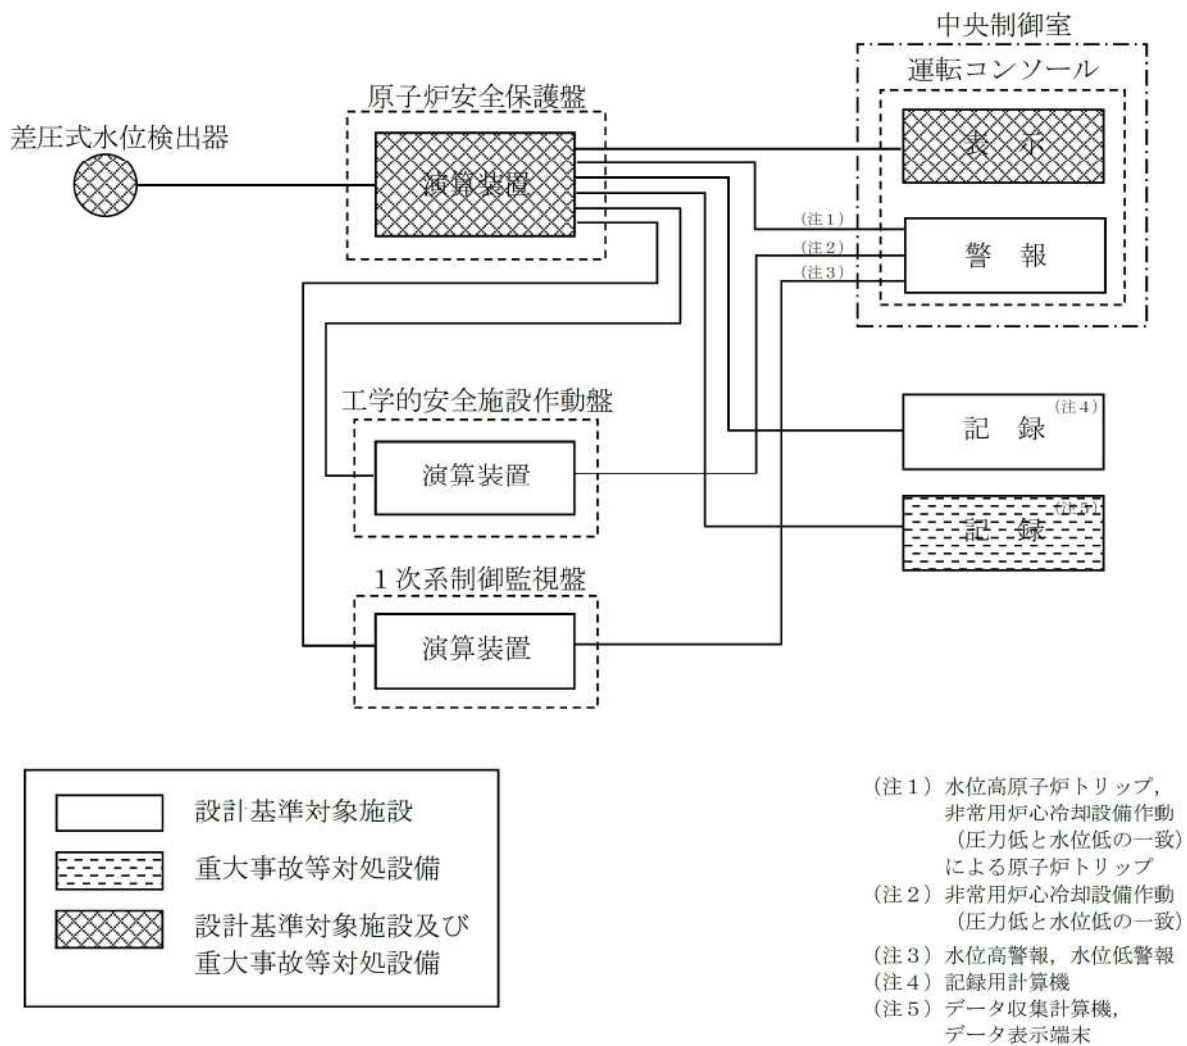 中央制御室
運転コンソール
原子炉安全保護盤
差圧式水位検出器
表 示
演算装置
(注1)
警 報
(注2)
(注3)
工学的安全施設作動盤
記 録 (注4)
演算装置
記 録 (注5)
1次系制御監視盤
演算装置
設計基準対象施設
重大事故等対処設備
設計基準対象施設及び
重大事故等対処設備
(注1) 水位高原子炉トリップ,
非常用炉心冷却設備作動
(圧力低と水位低の一致)
による原子炉トリップ
(注2) 非常用炉心冷却設備作動
(圧力低と水位低の一致)
(注3) 水位高警報, 水位低警報
(注4) 記録用計算機
(注5) データ収集計算機,
データ表示端末